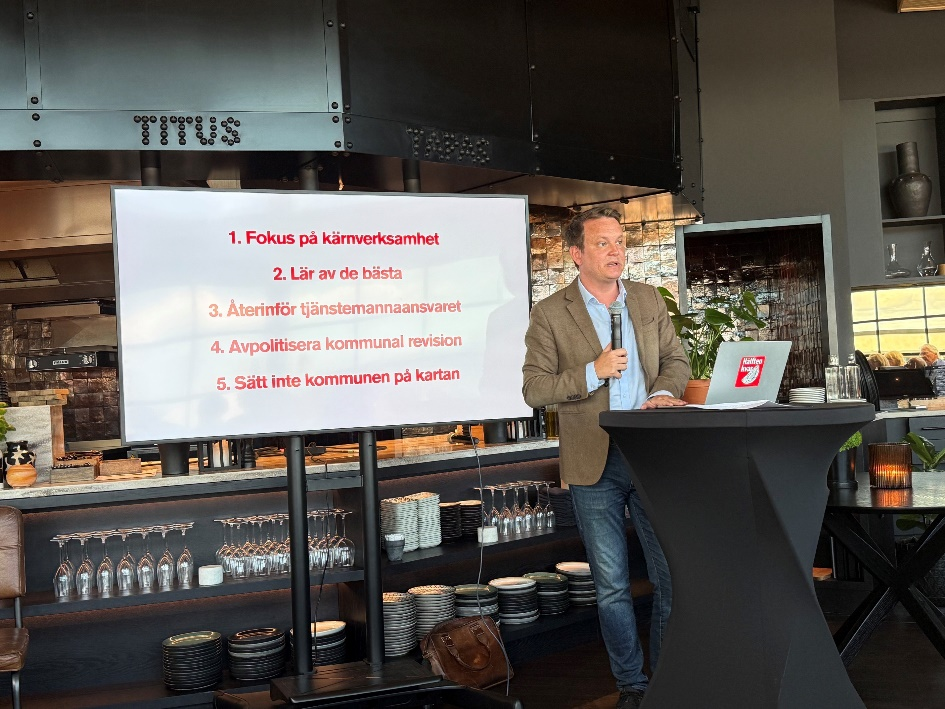 TITUS
TAPAS
1. Fokus på kärnverksamhet
2. Lär av de bästa
3. Återinför tjänstemannaansvaret
4. Avpolitisera kommunal revision
5. Sätt inte kommunen på kartan